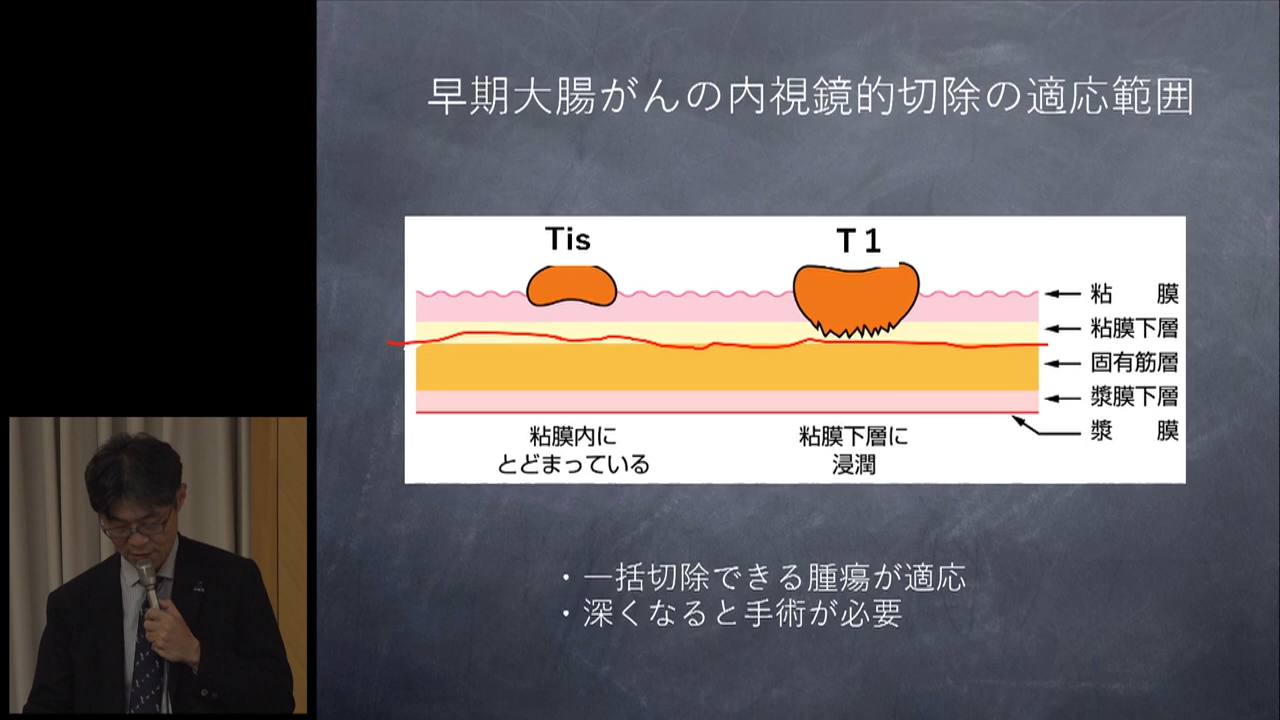 早期大腸がんの内視鏡的切除の適応範囲
Tis
T1
粘 膜
粘膜下層
固有筋層
漿膜下層
漿 膜
粘膜内に
とどまっている
粘膜下層に
浸潤
・一括切除できる腫瘍が適応
・深くなると手術が必要